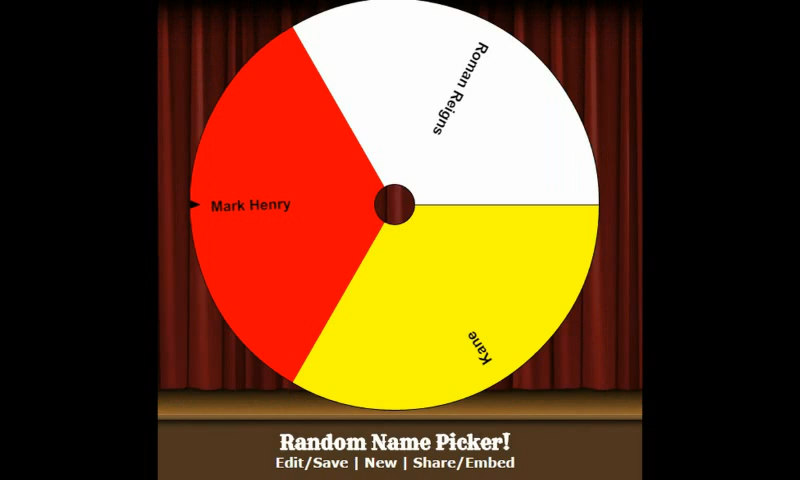 Roman Reigns
Mark Henry
Kane
Random Name Picker!
Edit/Save | New | Share/Embed